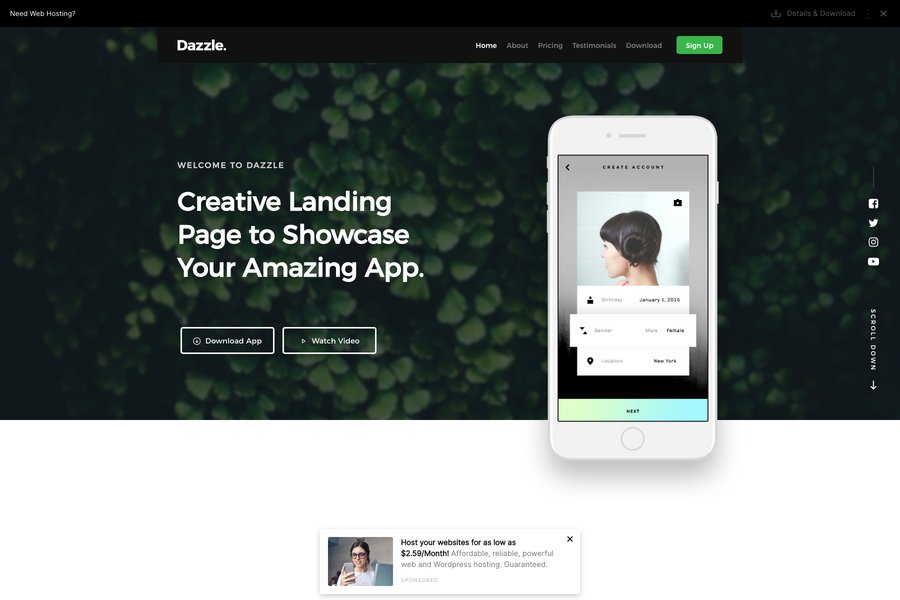 Need Web Hosting?
Details & Download
Dazzle.
Home About Pricing Testimonials Download Sign Up
WELCOME TO DAZZLE
Creative Landing
Page to Showcase
Your Amazing App.
Download App
Watch Video
CREATE ACCOUNT
Birthday January 1, 2015
Gender Male Female
Location New York
NEXT
SCROLL DOWN
Host your websites for as low as
$2.59/Month! Affordable, reliable, powerful
web and Wordpress hosting. Guaranteed.
SPONSORED